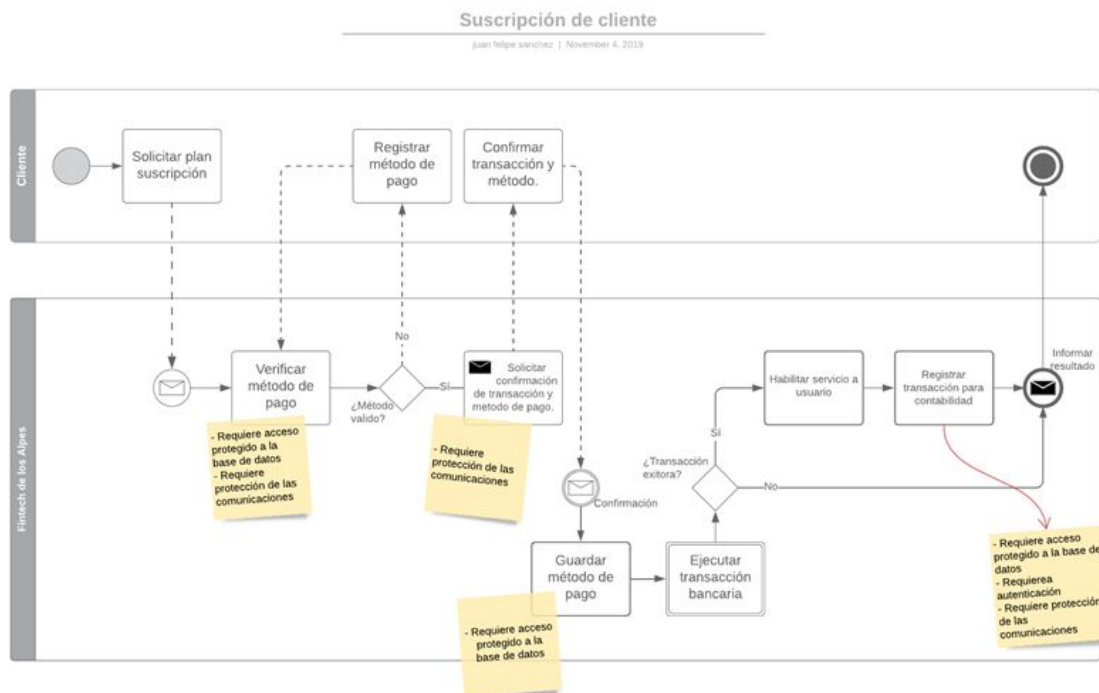 Suscripción de cliente
juan felipe sanchez | November 4, 2019
Cliente
Solicitar plan
suscripción
Registrar
método de
pago
Confirmar
transacción y
método.
Fintech de los Alpes
Verificar
método de
pago
- Requiere acceso
protegido a la
base de datos
- Requiere
protección de las
comunicaciones
¿Método
valido?
No
Sí
Solicitar
confirmación
de transacción y
metodo de pago.
- Requiere
protección de las
comunicaciones
Confirmación
Guardar
método de
pago
- Requiere acceso
protegido a la
base de datos
Ejecutar
transacción
bancaria
¿Transacción
exitora?
Sí
No
Habilitar servicio a
usuario
Registrar
transacción para
contabilidad
Informar
resultado
- Requiere acceso
protegido a la base de
datos
- Requierea
autenticación
- Requiere protección
de las
comunicaciones